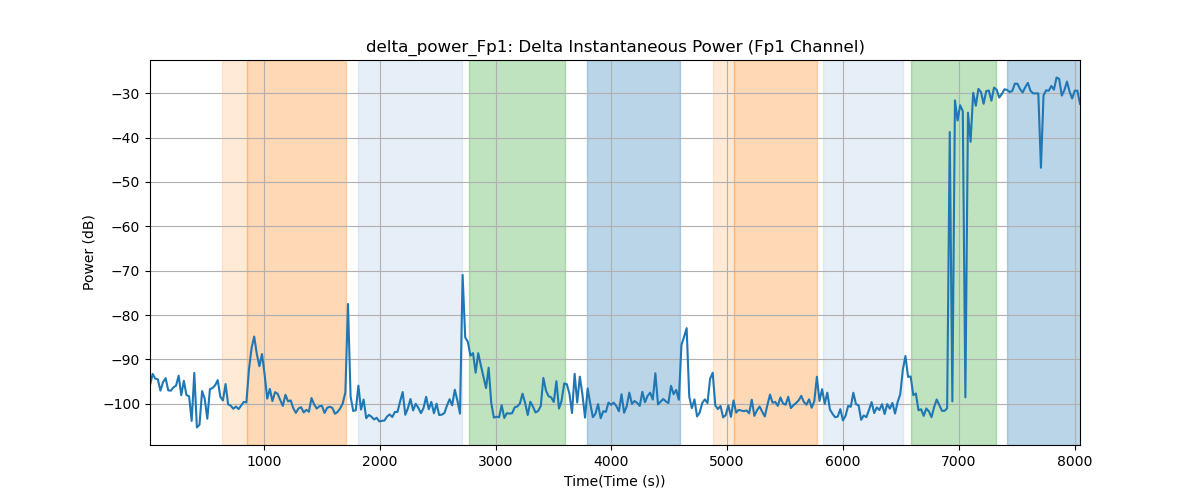 delta_power_Fp1: Delta Instantaneous Power (Fp1 Channel)
Power (dB)
−30
−40
−50
−60
−70
−80
−90
−100
1000 2000 3000 4000 5000 6000 7000 8000
Time(Time (s))